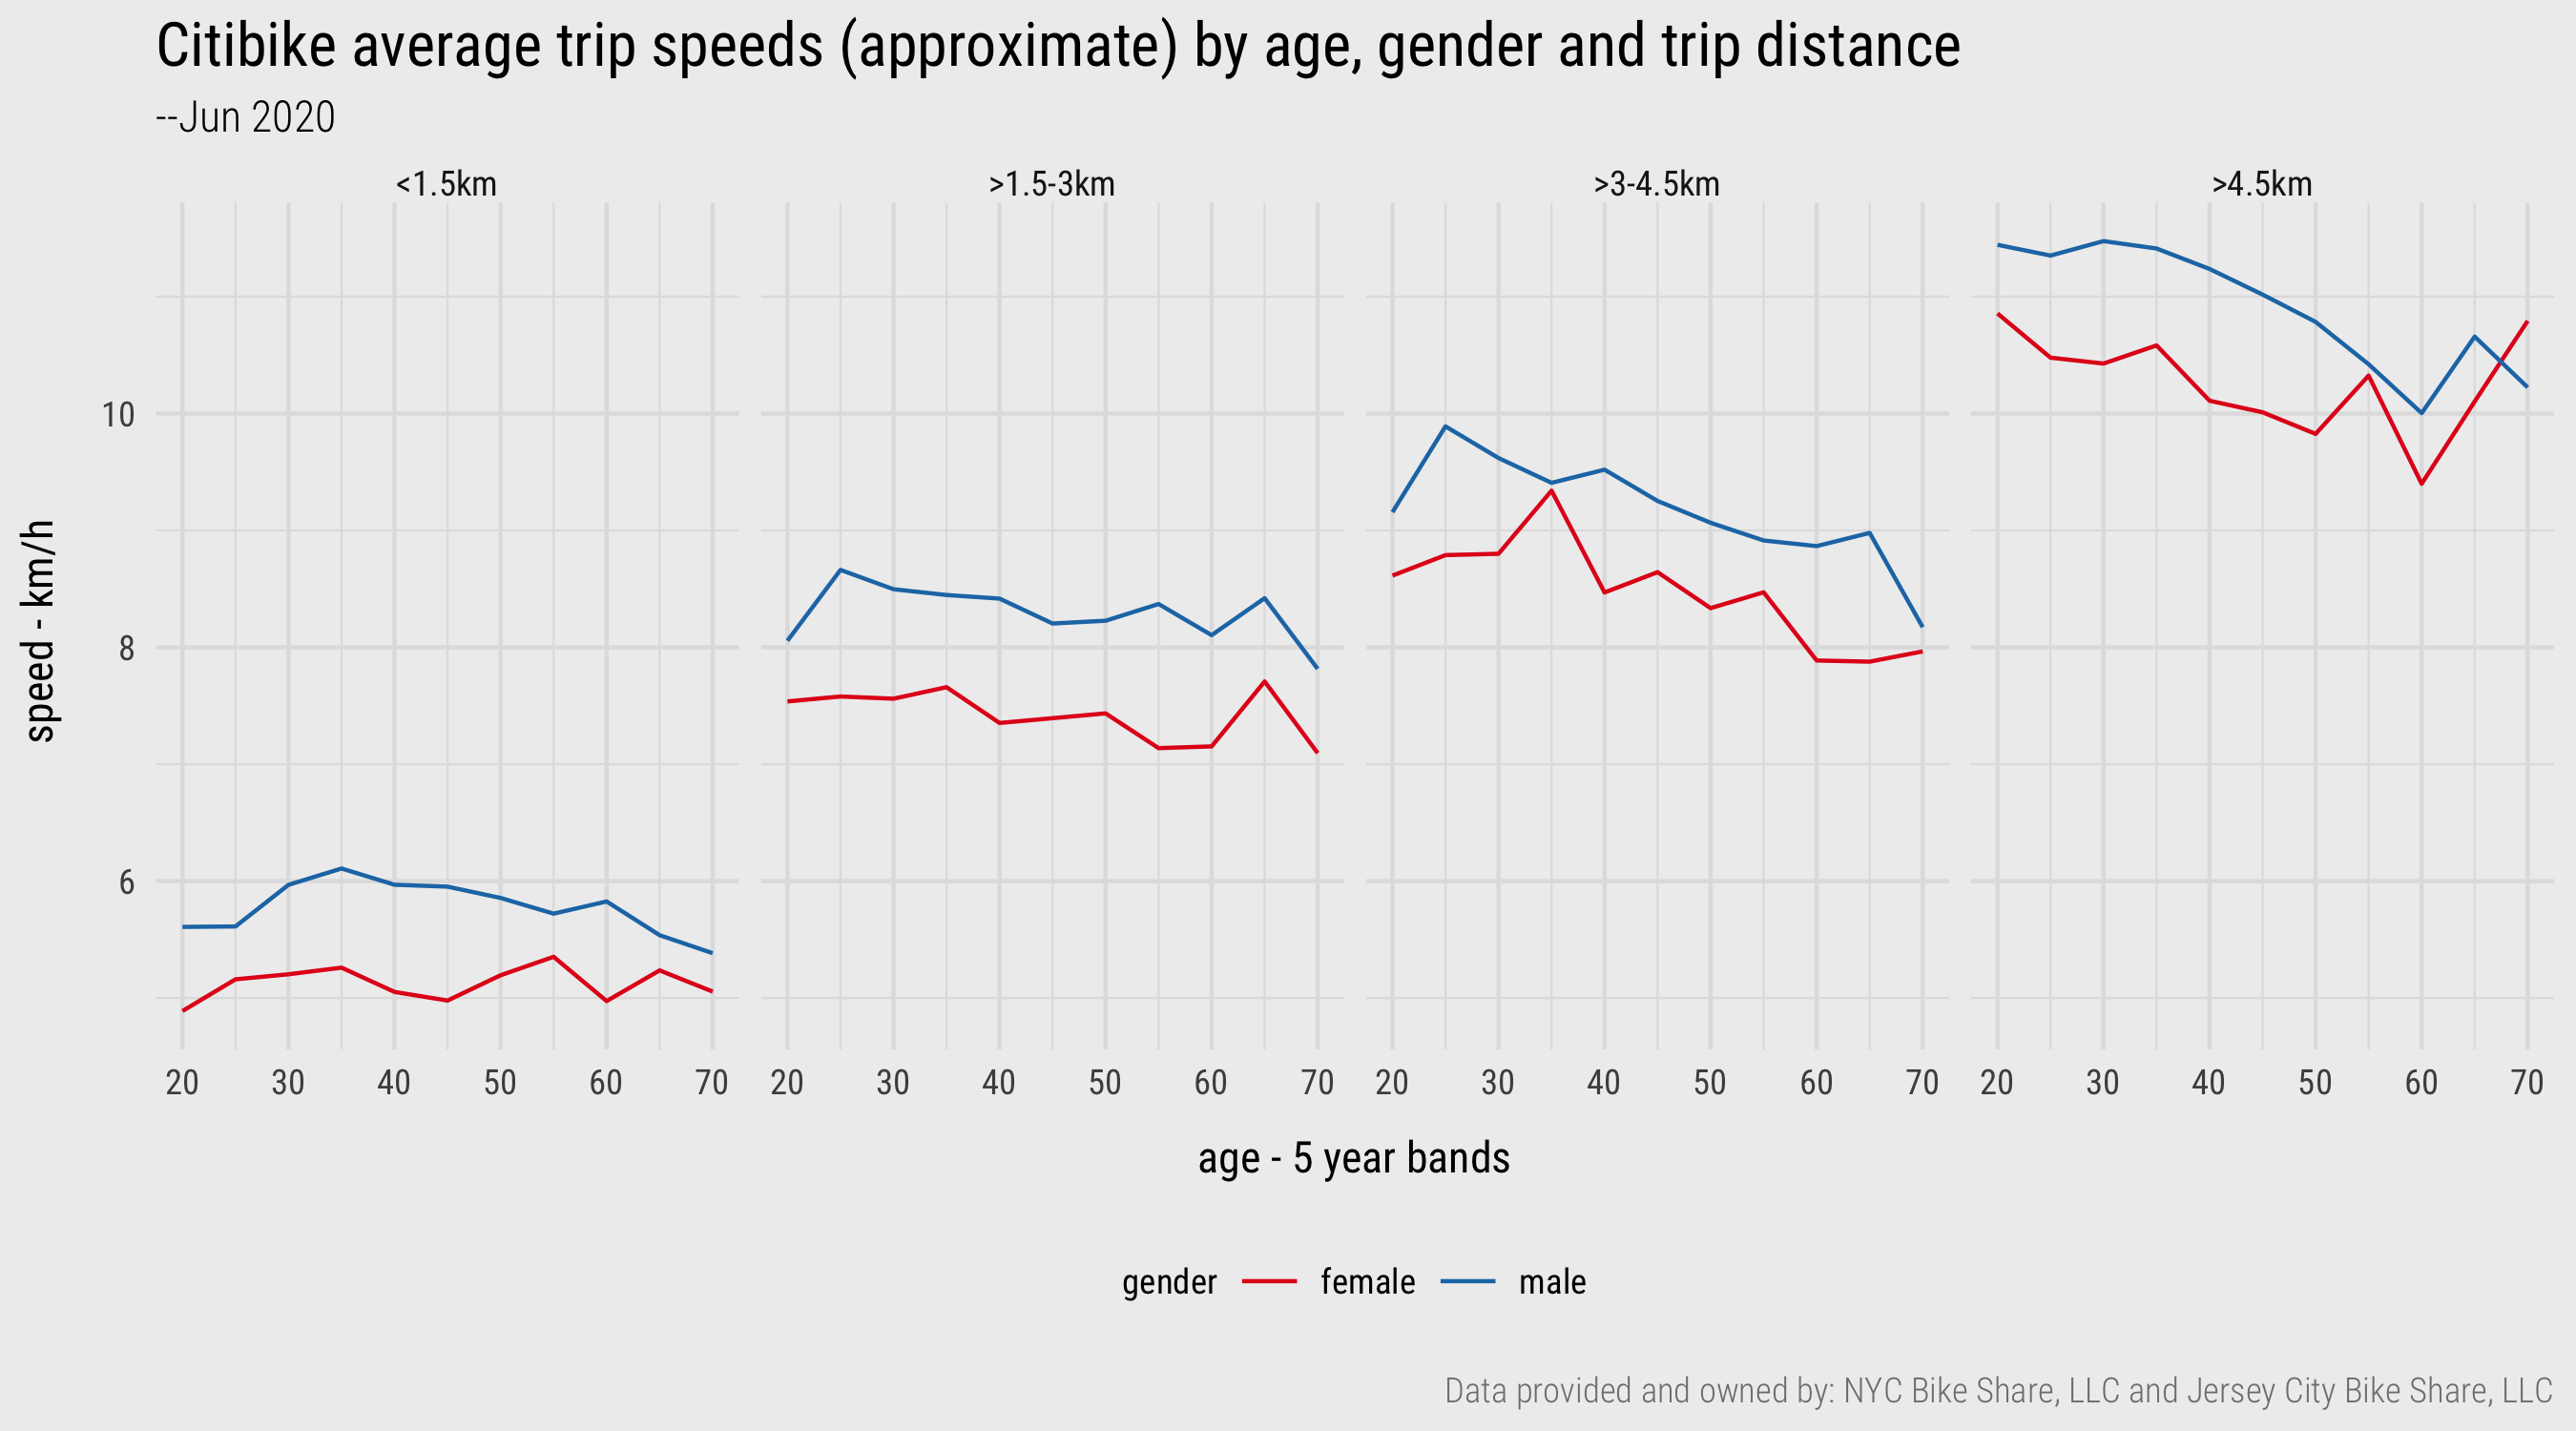 Citibike average trip speeds (approximate) by age, gender and trip distance
--Jun 2020
<1.5km >1.5-3km >3-4.5km >4.5km
10
8
6
speed - km/h
20 30 40 50 60 70 20 30 40 50 60 70 20 30 40 50 60 70 20 30 40 50 60 70
age - 5 year bands
gender female male
Data provided and owned by: NYC Bike Share, LLC and Jersey City Bike Share, LLC